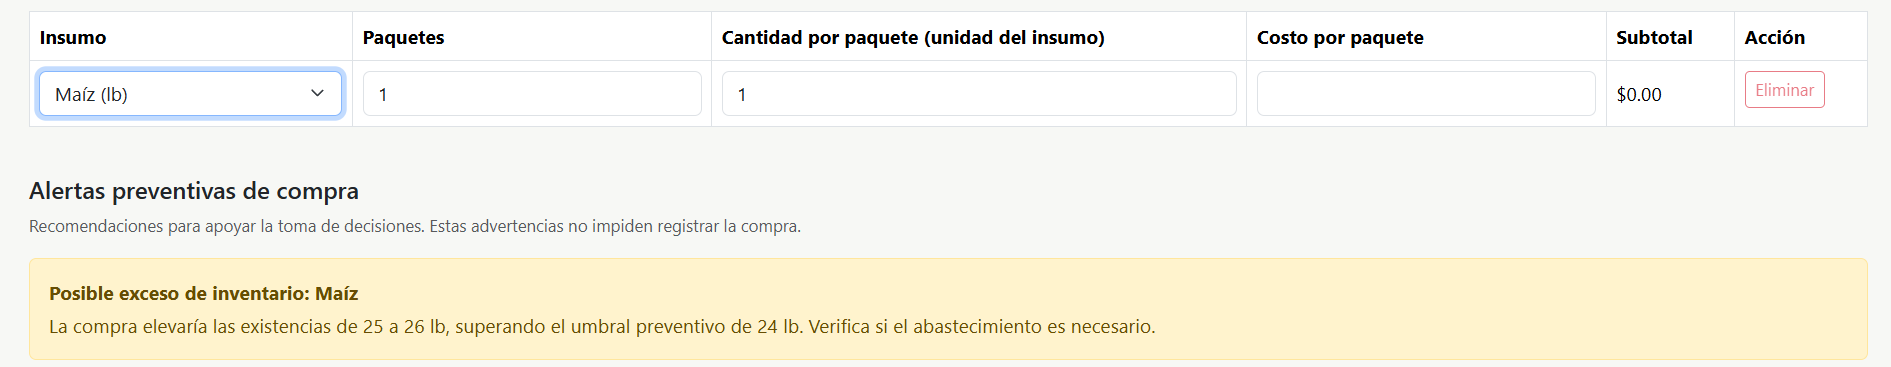 Insumo Paquetes Cantidad por paquete (unidad del insumo) Costo por paquete Subtotal Acción
Maíz (lb) 1 1 $0.00 Eliminar
Alertas preventivas de compra
Recomendaciones para apoyar la toma de decisiones. Estas advertencias no impiden registrar la compra.
Posible exceso de inventario: Maíz
La compra elevaría las existencias de 25 a 26 lb, superando el umbral preventivo de 24 lb. Verifica si el abastecimiento es necesario.